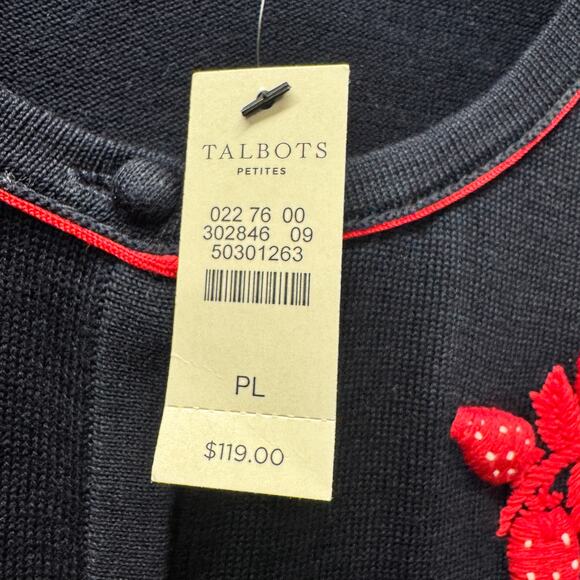 TALBOTS
PETITES
022 76 00
302846 09
50301263
PL
$119.00